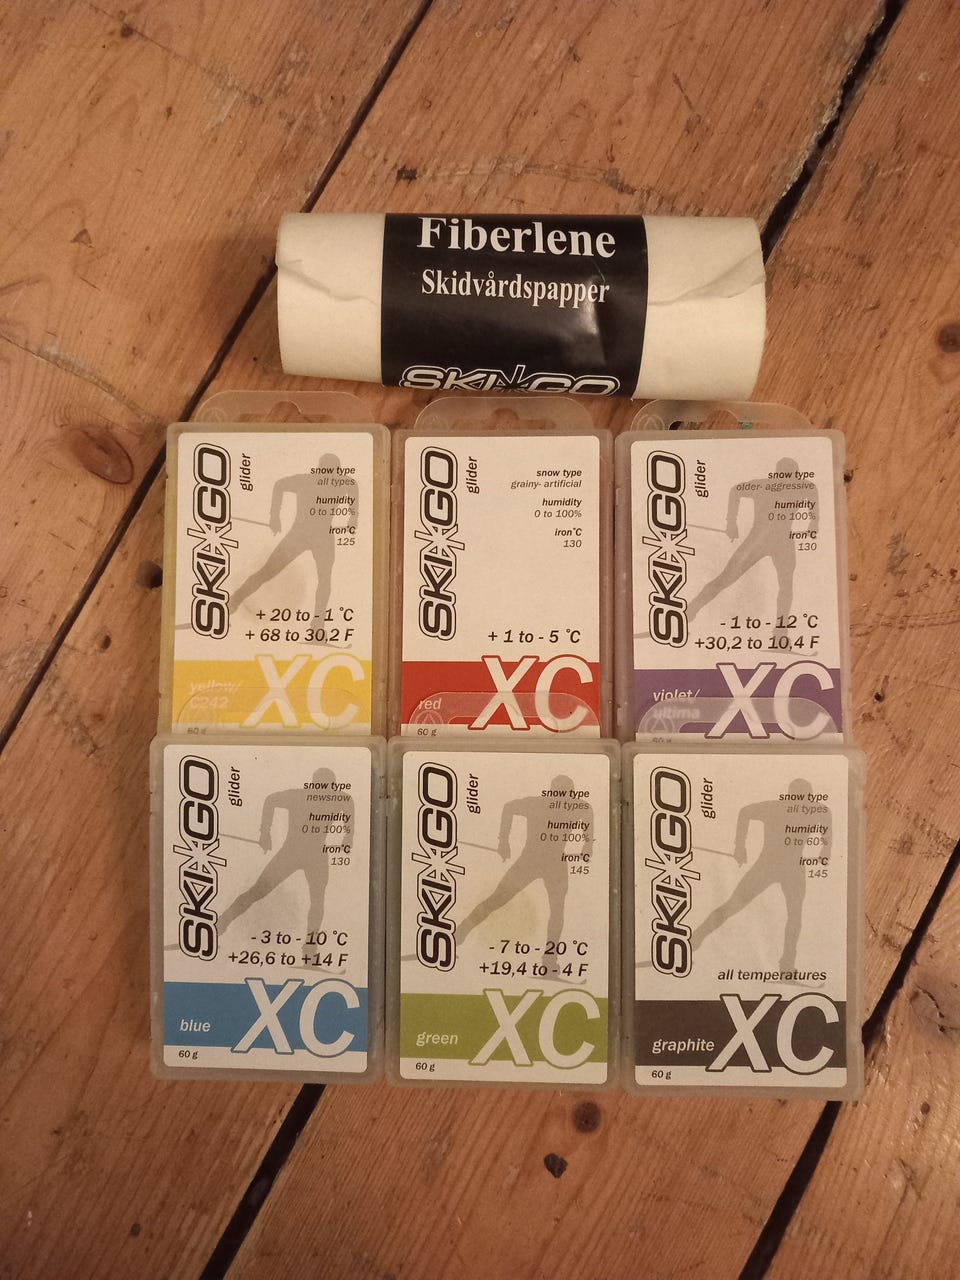 Fiberlene
Skidvårdspapper
SKI*GO
SKI*GO
glider
snow type
all types
humidity
0 to 100%
iron°C
125
+ 20 to - 1 °C
+ 68 to 30,2 F
yellow/
C242
XC
60 g
SKI*GO
glider
snow type
grainy- artificial
humidity
0 to 100%
iron°C
130
+ 1 to - 5 °C
red
XC
60 g
SKI*GO
glider
snow type
older- aggressive
humidity
0 to 100%
iron°C
130
- 1 to - 12 °C
+30,2 to 10,4 F
violet/
ultima
XC
60 g
SKI*GO
glider
snow type
newsnow
humidity
0 to 100%
iron°C
130
- 3 to - 10 °C
+26,6 to +14 F
blue
XC
60 g
SKI*GO
glider
snow type
all types
humidity
0 to 100%
iron°C
145
- 7 to - 20 °C
+19,4 to - 4 F
green
XC
60 g
SKI*GO
glider
snow type
all types
humidity
0 to 60%
iron°C
145
all temperatures
graphite
XC
60 g